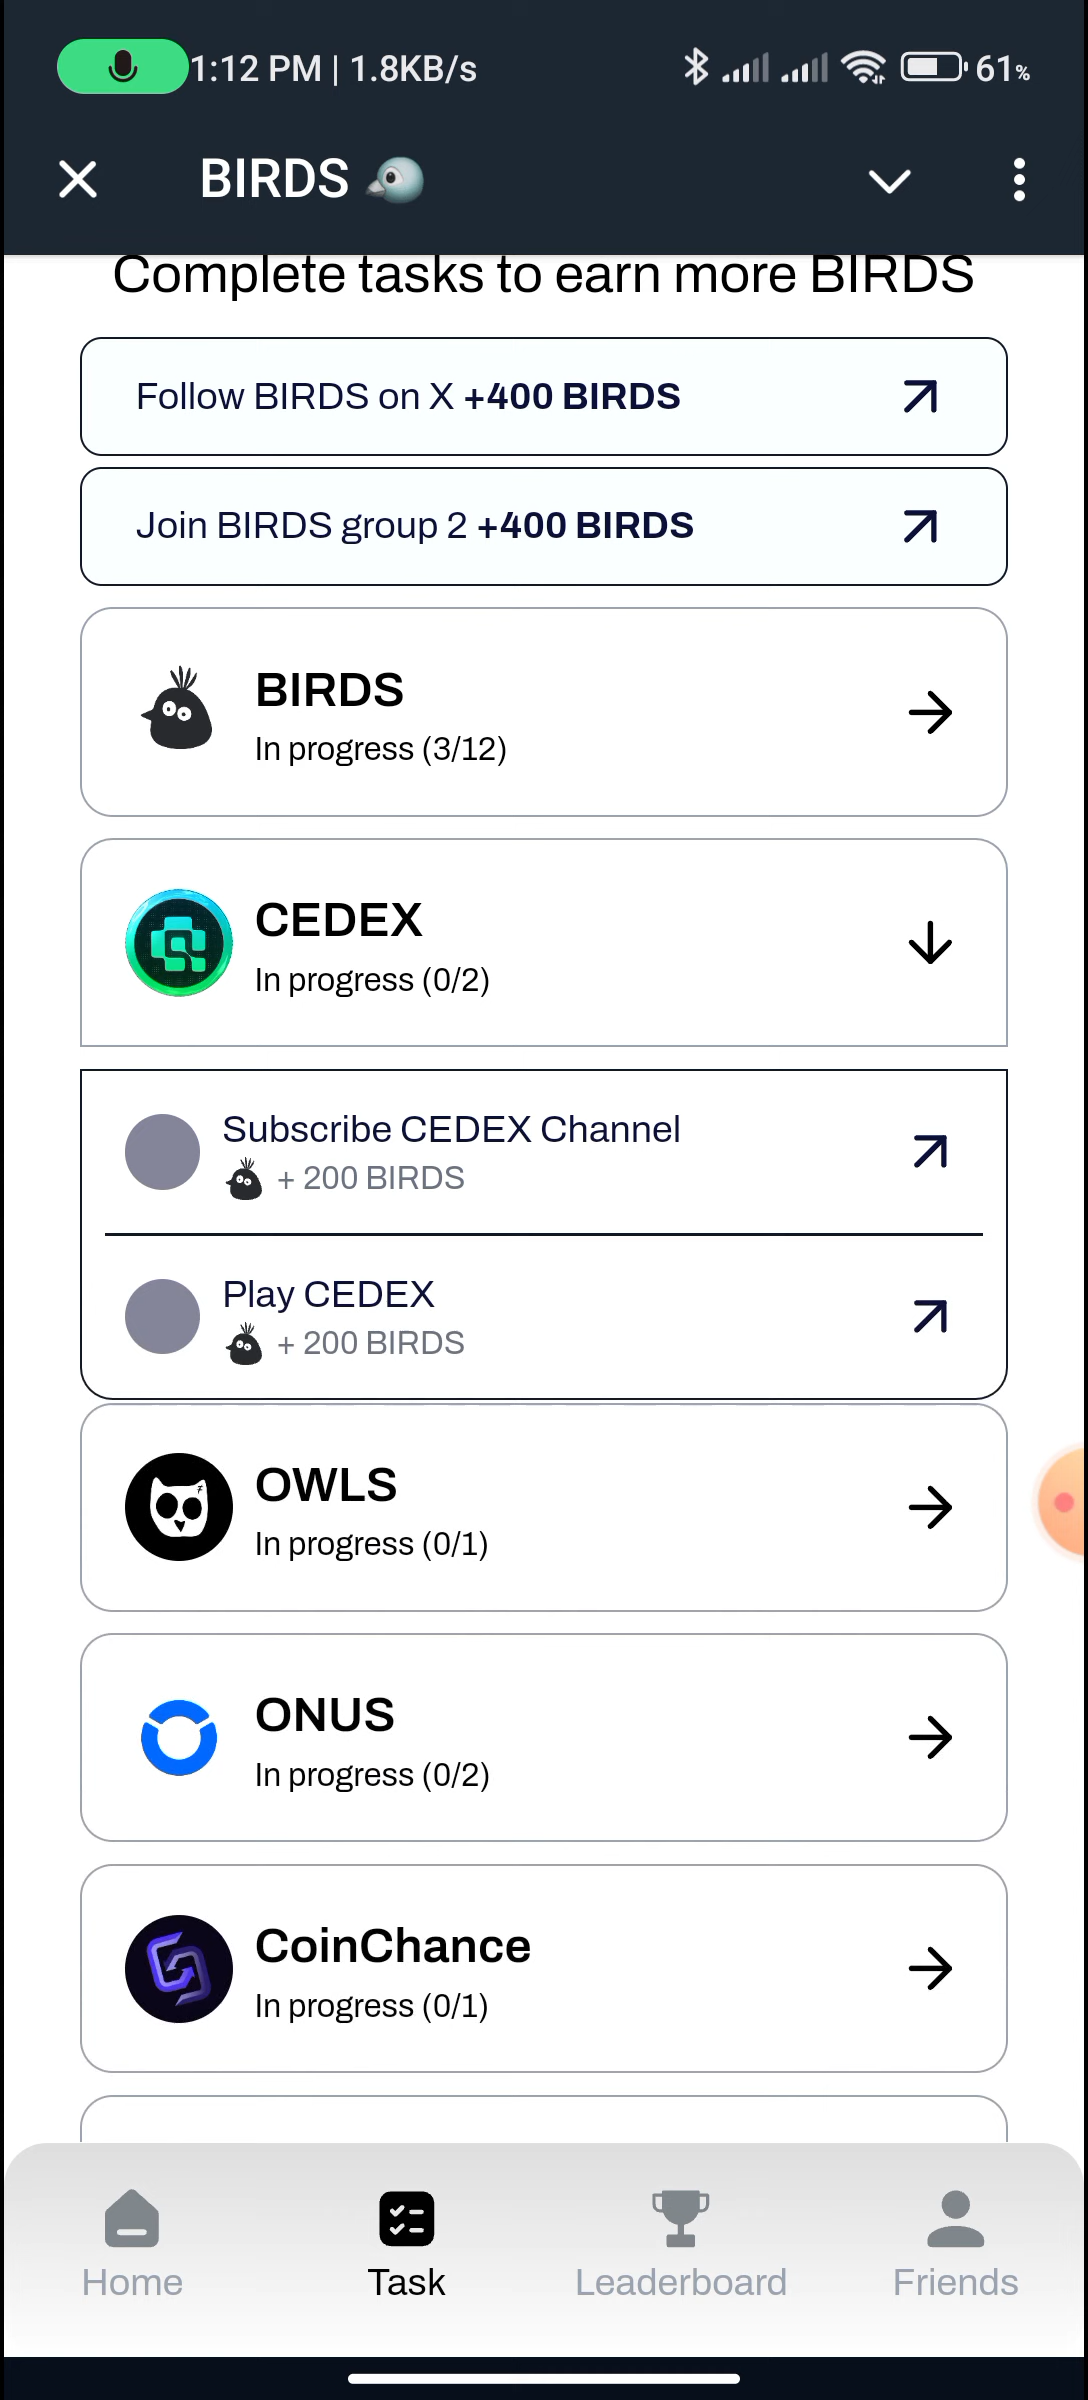 1:12 PM | 1.8KB/s 61%
BIRDS
Complete tasks to earn more BIRDS
Follow BIRDS on X +400 BIRDS
Join BIRDS group 2 +400 BIRDS
BIRDS
In progress (3/12)
CEDEX
In progress (0/2)
Subscribe CEDEX Channel
+ 200 BIRDS
Play CEDEX
+ 200 BIRDS
OWLS
In progress (0/1)
ONUS
In progress (0/2)
CoinChance
In progress (0/1)
Home Task Leaderboard Friends